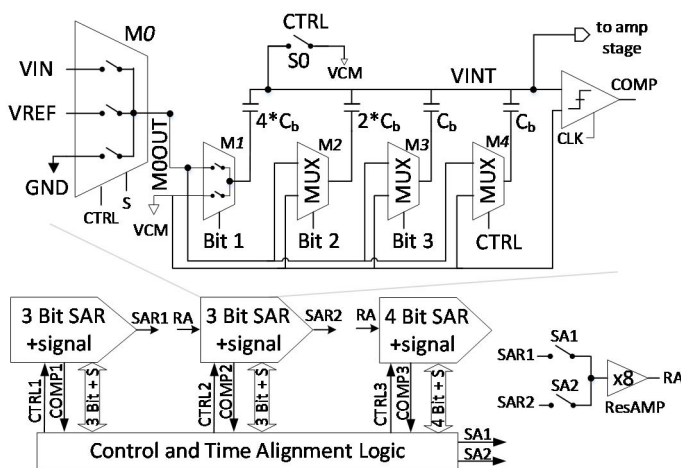 M0
CTRL
S0
VCM
to amp
stage
VIN
VREF
GND
CTRL
S
M0OUT
VCM
VINT
COMP
CLK
4*Cb
2*Cb
Cb
Cb
M1
M2
M3
M4
MUX
MUX
MUX
Bit 1
Bit 2
Bit 3
CTRL
3 Bit SAR
+signal
SAR1
RA
3 Bit SAR
+signal
SAR2
RA
4 Bit SAR
+signal
CTRL1
COMP1
3 Bit + S
CTRL2
COMP2
3 Bit + S
CTRL3
COMP3
4 Bit + S
SAR1
SA1
SAR2
SA2
x8
RA
ResAMP
Control and Time Alignment Logic
SA1
SA2